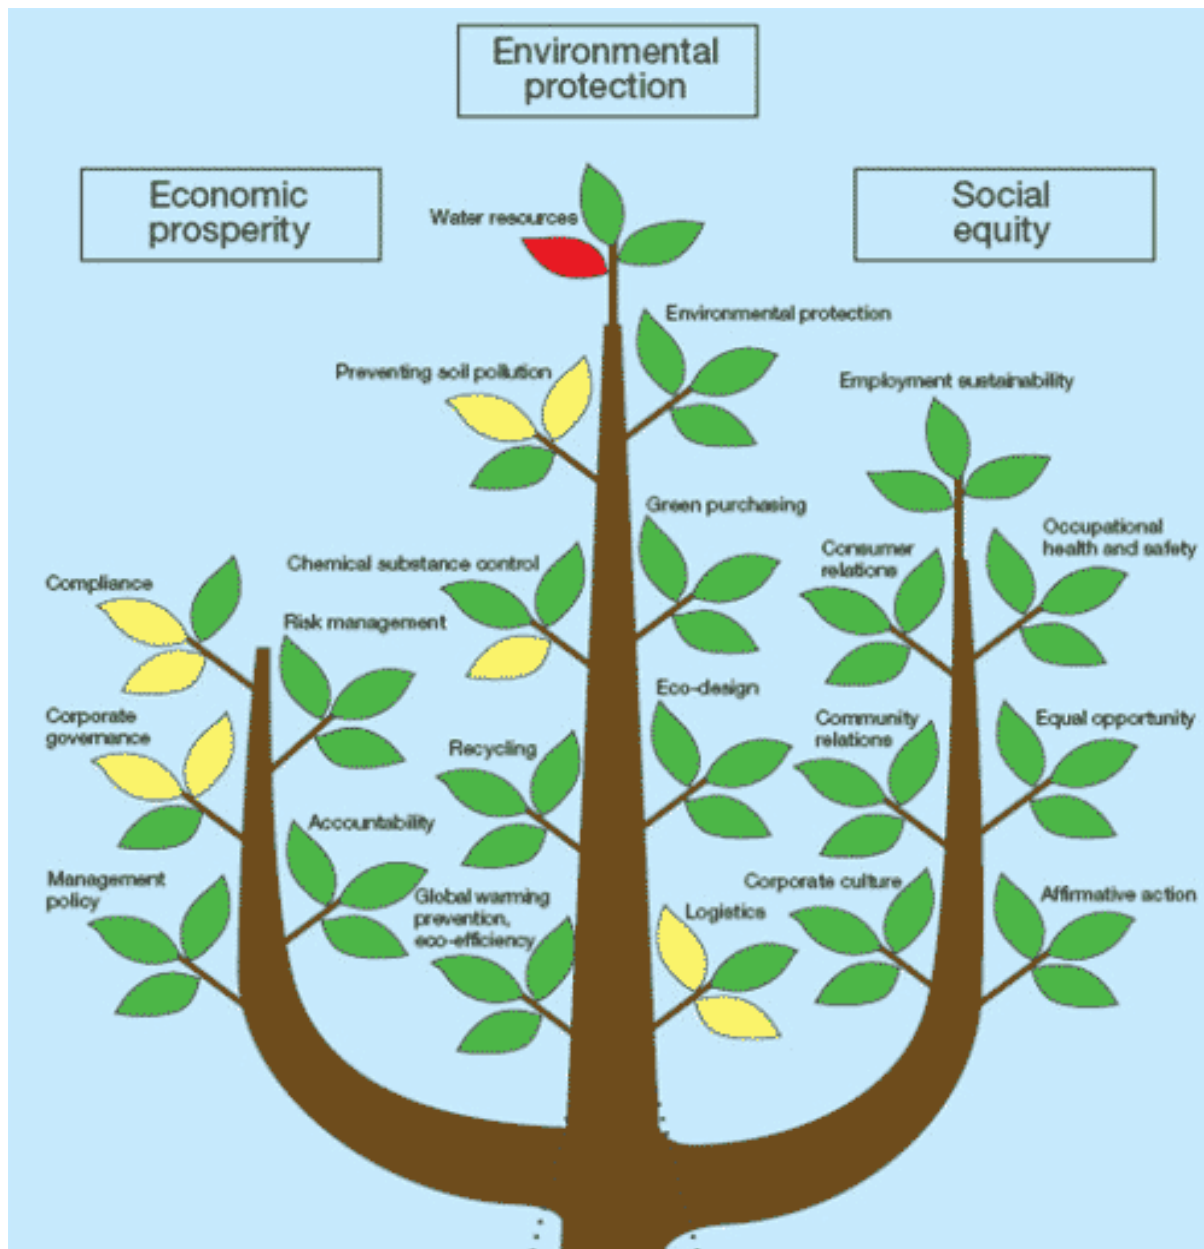 Environmental
protection
Economic
prosperity
Social
equity
Water resources
Environmental protection
Preventing soil pollution
Employment sustainability
Green purchasing
Occupational
health and safety
Consumer
relations
Chemical substance control
Compliance
Risk management
Eco-design
Corporate
governance
Community
relations
Equal opportunity
Recycling
Accountability
Management
policy
Global warming
prevention,
eco-efficiency
Corporate culture
Logistics
Affirmative action